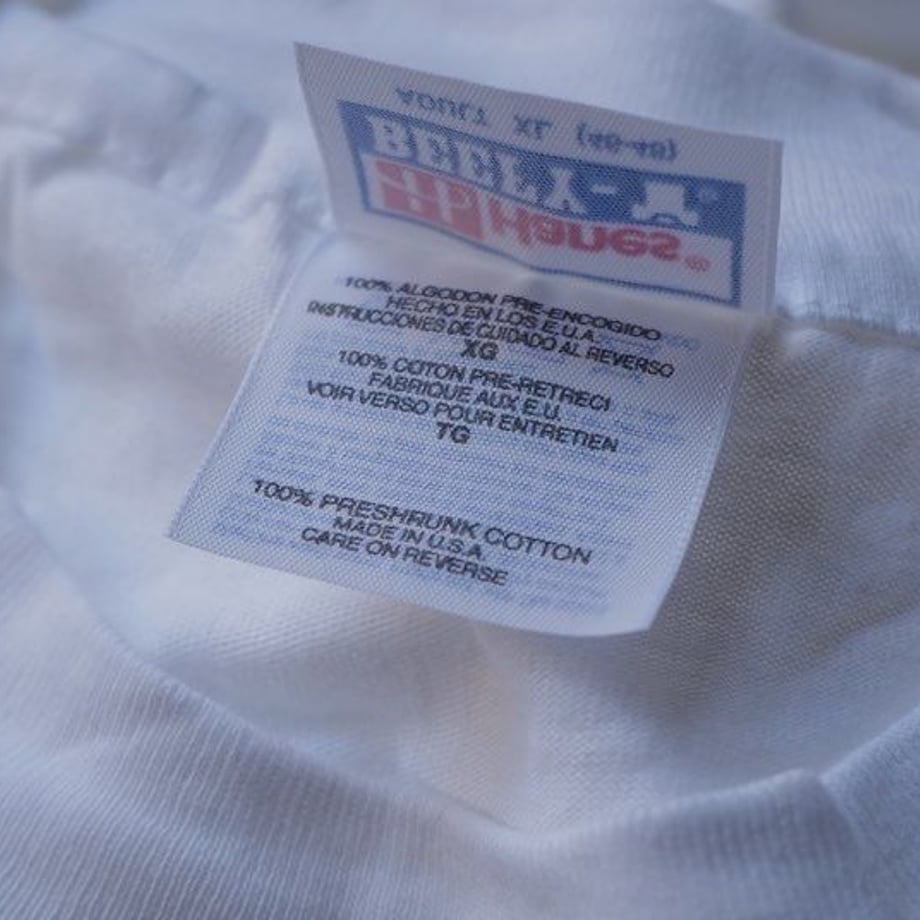 ADULT XL (46-48)
BEEFY-T®
Hanes®
100% ALGODON PRE-ENCOGIDO
HECHO EN LOS E.U.A.
INSTRUCCIONES DE CUIDADO AL REVERSO
XG
100% COTON PRE-RETRECI
FABRIQUE AUX E.U.
VOIR VERSO POUR ENTRETIEN
TG
100% PRESHRUNK COTTON
MADE IN U.S.A.
CARE ON REVERSE